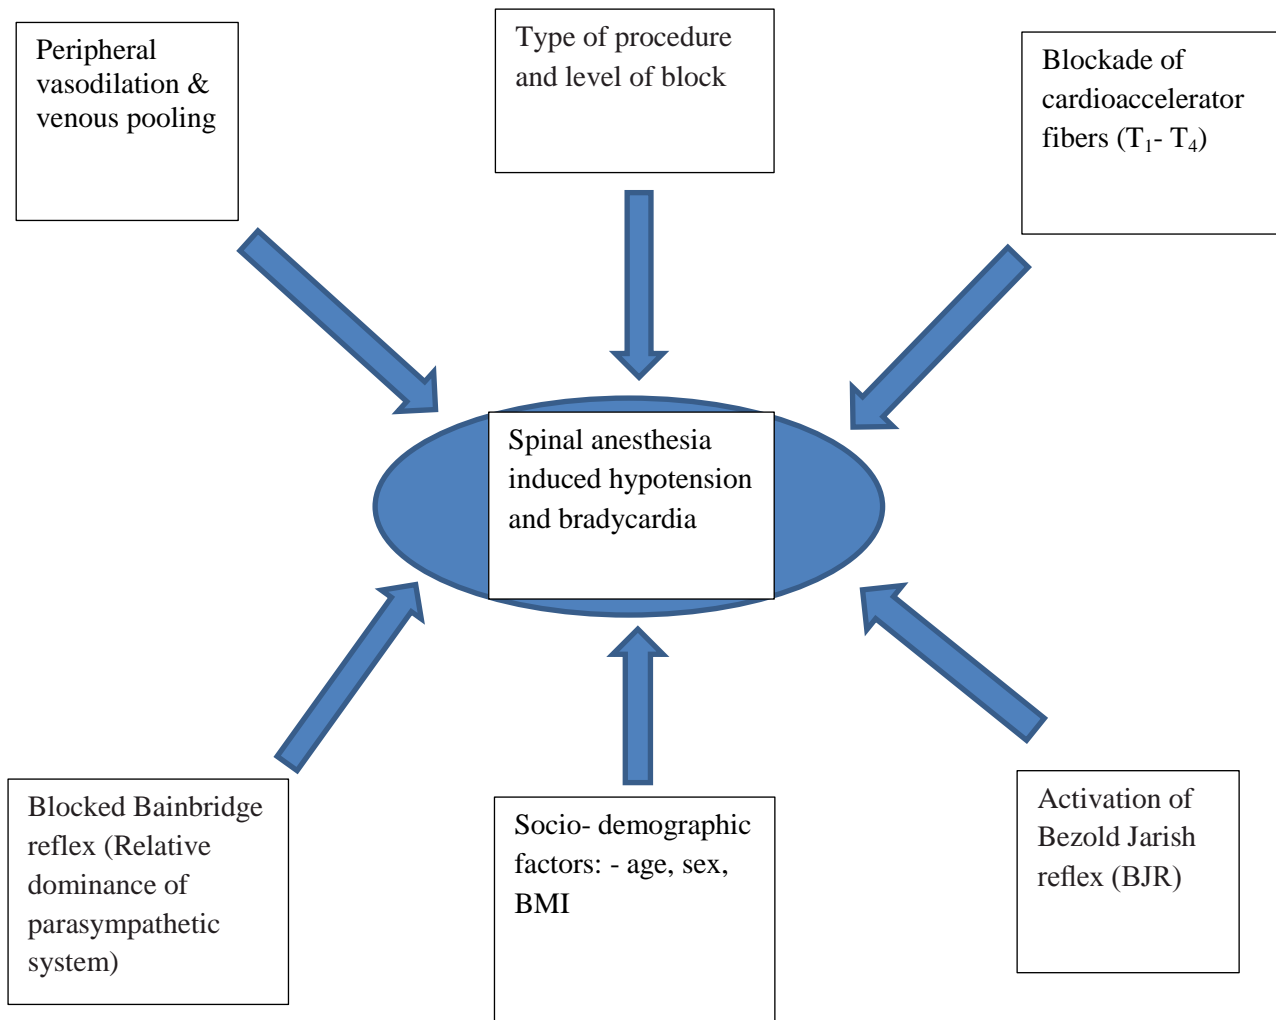 Peripheral
vasodilation &
venous pooling
Type of procedure
and level of block
Blockade of
cardioaccelerator
fibers (T₁- T₄)
Spinal anesthesia
induced hypotension
and bradycardia
Blocked Bainbridge
reflex (Relative
dominance of
parasympathetic
system)
Socio- demographic
factors: - age, sex,
BMI
Activation of
Bezold Jarish
reflex (BJR)